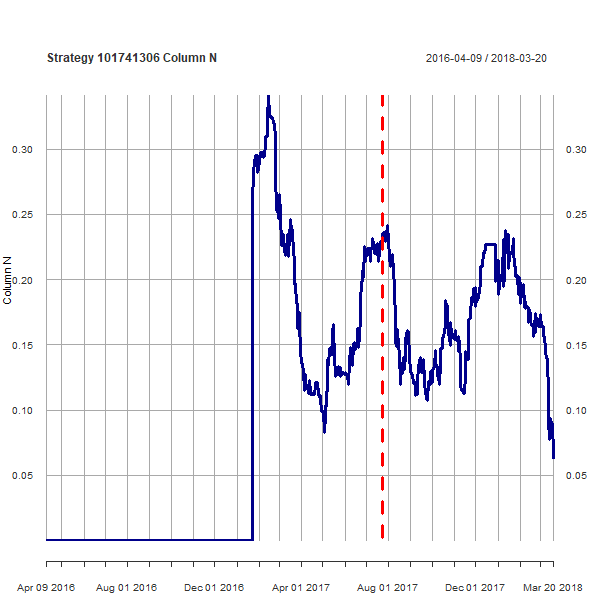 Strategy 101741306 Column N
2016-04-09 / 2018-03-20
0.30
0.30
0.25
0.25
0.20
0.20
Column N
0.15
0.15
0.10
0.10
0.05
0.05
Apr 09 2016
Aug 01 2016
Dec 01 2016
Apr 01 2017
Aug 01 2017
Dec 01 2017
Mar 20 2018